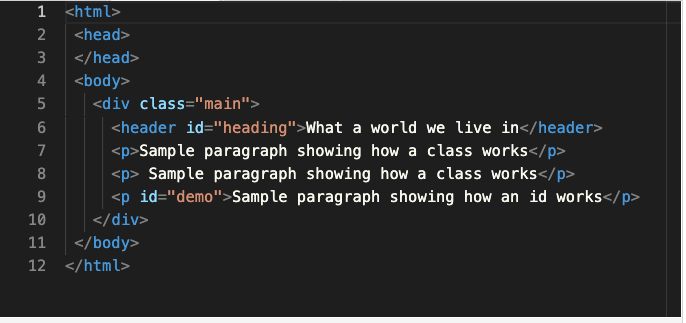 1 <html>
2 <head>
3 </head>
4 <body>
5 <div class="main">
6 <header id="heading">What a world we live in</header>
7 <p>Sample paragraph showing how a class works</p>
8 <p> Sample paragraph showing how a class works</p>
9 <p id="demo">Sample paragraph showing how an id works</p>
10 </div>
11 </body>
12 </html>